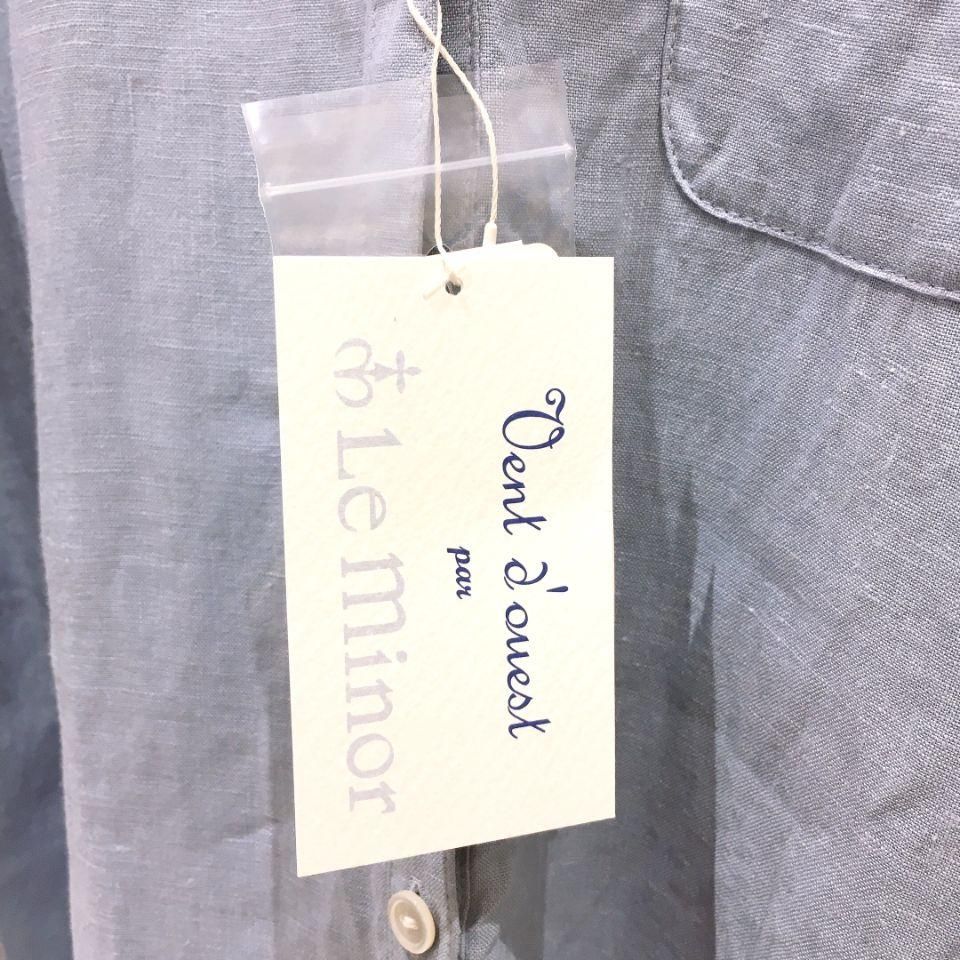 Vent d'ouest
par
Le minor